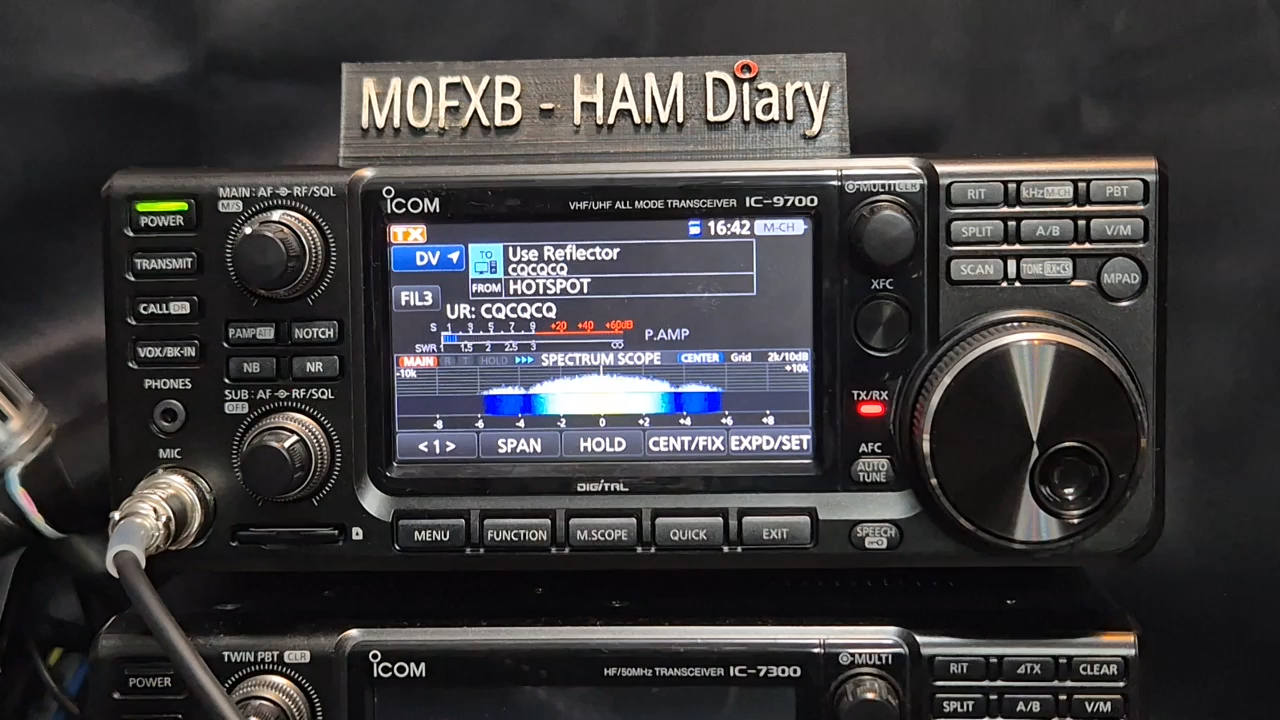 M0FXB - HAM Diary
ICOM
VHF/UHF ALL MODE TRANSCEIVER IC-9700
MAIN : AF RF/SQL
M/S
POWER
TRANSMIT
CALL DR
VOX/BK-IN
P.AMP ATT
NOTCH
NB
NR
PHONES
SUB : AF RF/SQL
OFF
MIC
TX
16:42
M-CH
DV
TO
Use Reflector
CQCQCQ
FROM
HOTSPOT
FIL3
UR: CQCQCQ
S 1 3 5 7 9 +20 +40 +60dB
P.AMP
SWR 1 1.5 2 2.5 3 ∞
MAIN
HOLD
SPECTRUM SCOPE
CENTER
Grid
2k/10dB
-10k
+10k
-8 -6 -4 -2 0 +2 +4 +6 +8
<1>
SPAN
HOLD
CENT/FIX
EXPD/SET
DIGITAL
MENU
FUNCTION
M.SCOPE
QUICK
EXIT
MULTI CLR
XFC
TX/RX
AFC
AUTO TUNE
SPEECH
RIT
kHz M-CH
PBT
SPLIT
A/B
V/M
SCAN
TONE RX-CS
MPAD
TWIN PBT CLR
POWER
ICOM
HF/50MHz TRANSCEIVER IC-7300
MULTI
RIT
⊿TX
CLEAR
SPLIT
A/B
V/M